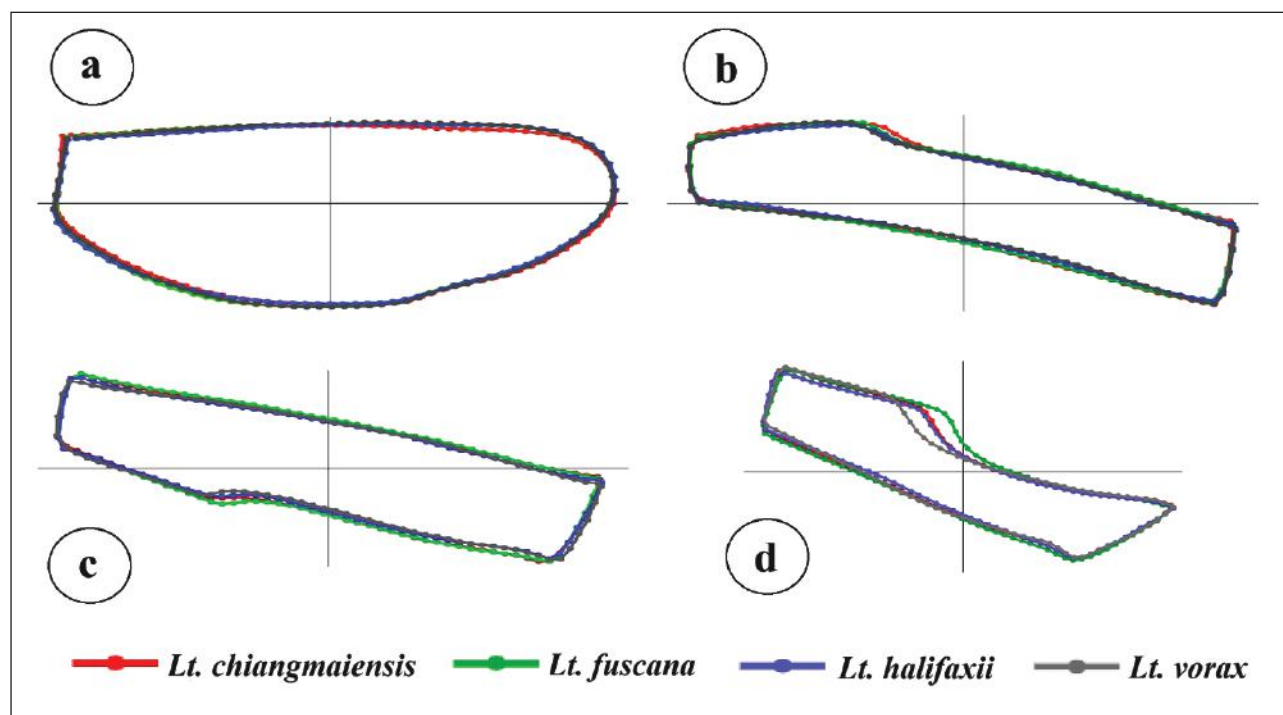 a
b
c
d
Lt. chiangmaiensis
Lt. fuscana
Lt. halifaxii
Lt. vorax